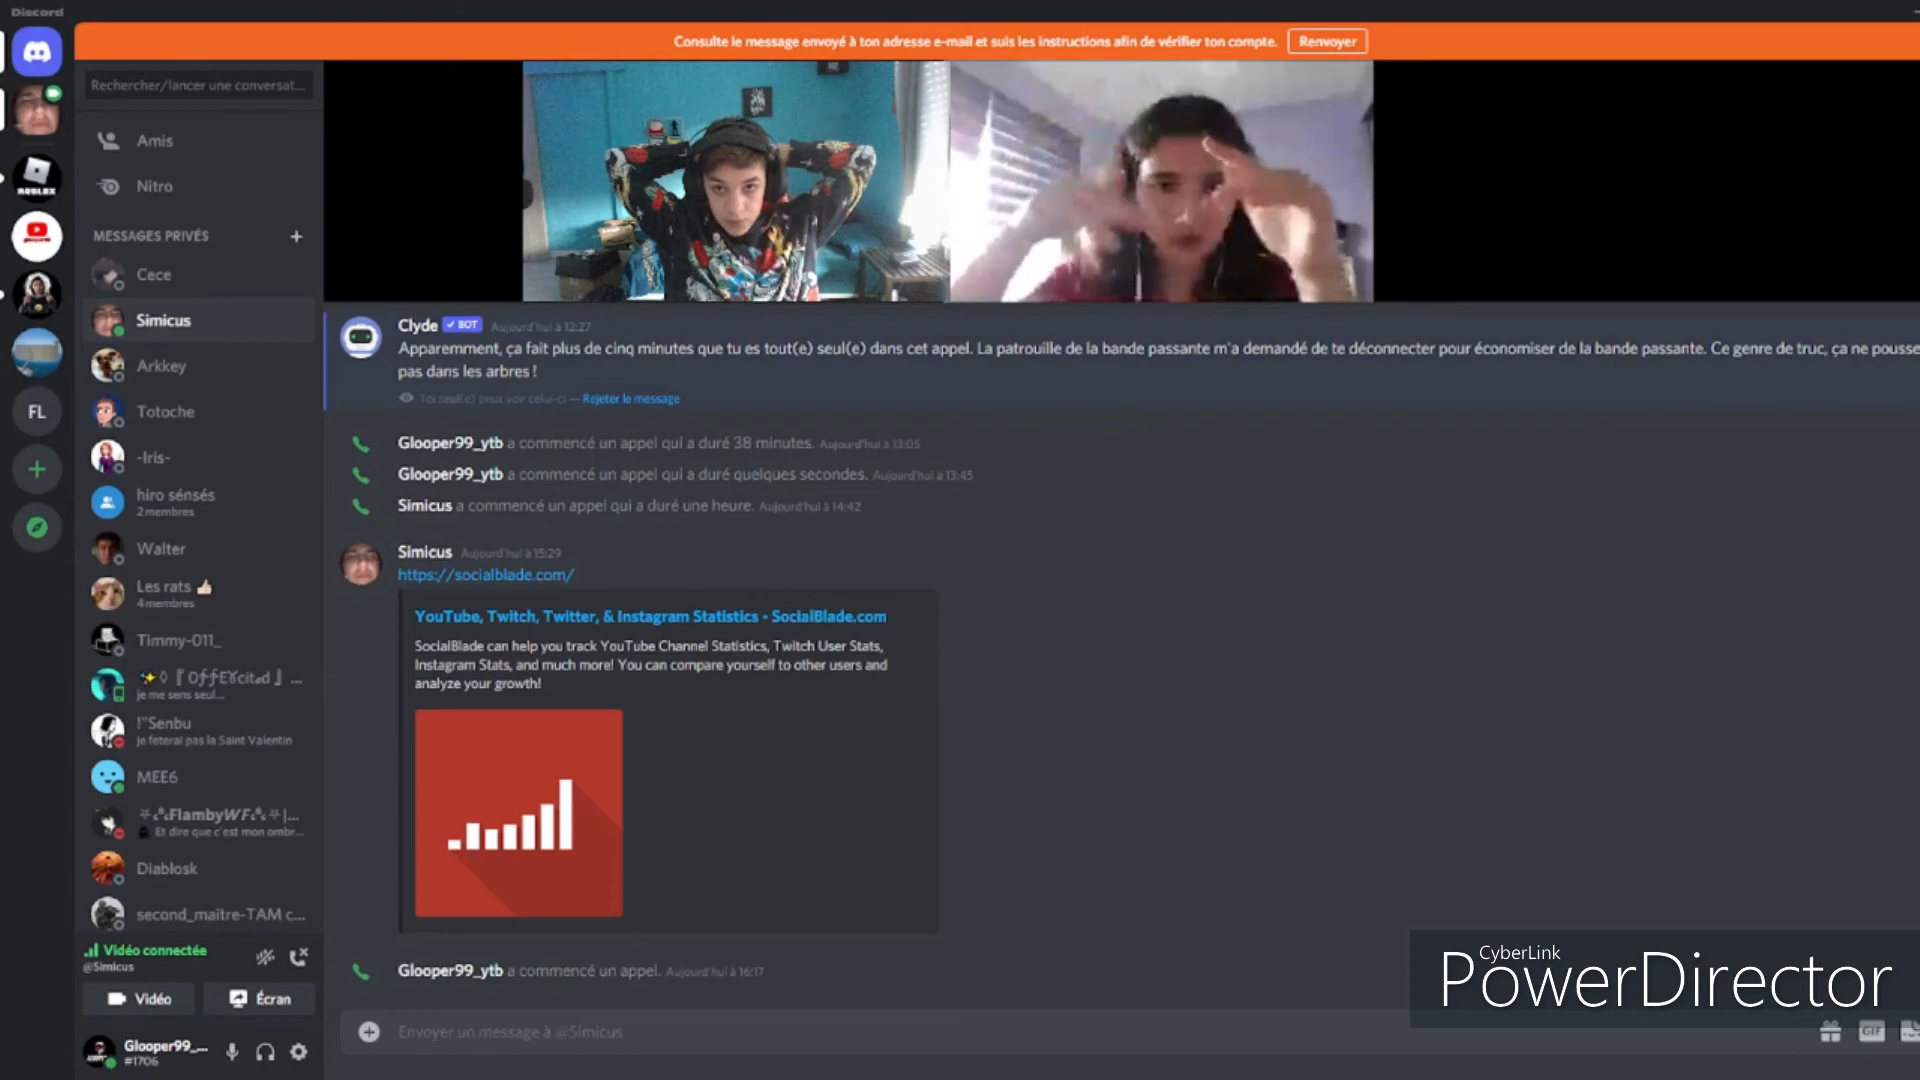 Discord
Consulte le message envoyé à ton adresse e-mail et suis les instructions afin de vérifier ton compte.
Renvoyer
Rechercher/lancer une conversat...
Amis
Nitro
MESSAGES PRIVÉS
Cece
Simicus
Arkkey
Totoche
-Iris-
hiro sénsés
2 membres
Walter
Les rats 👍🏻
4 membres
Timmy-011_
je me sens seul...
!"Senbu
je feterai pas la Saint Valentin
MEE6
Et dire que c'est mon ombr...
Diablosk
second_maître-TAM c...
Vidéo connectée
@Simicus
Vidéo
Écran
Glooper99_...
#1706
ROBLOX
FL
Clyde BOT Aujourd'hui à 12:27
Apparemment, ça fait plus de cinq minutes que tu es tout(e) seul(e) dans cet appel. La patrouille de la bande passante m'a demandé de te déconnecter pour économiser de la bande passante. Ce genre de truc, ça ne pousse
pas dans les arbres !
Toi seul(e) peux voir celui-ci — Rejeter le message
Glooper99_ytb a commencé un appel qui a duré 38 minutes. Aujourd'hui à 13:05
Glooper99_ytb a commencé un appel qui a duré quelques secondes. Aujourd'hui à 13:45
Simicus a commencé un appel qui a duré une heure. Aujourd'hui à 14:42
Simicus Aujourd'hui à 15:29
https://socialblade.com/
YouTube, Twitch, Twitter, & Instagram Statistics - SocialBlade.com
SocialBlade can help you track YouTube Channel Statistics, Twitch User Stats,
Instagram Stats, and much more! You can compare yourself to other users and
analyze your growth!
Glooper99_ytb a commencé un appel. Aujourd'hui à 16:17
Envoyer un message à @Simicus
GIF
CyberLink
PowerDirector